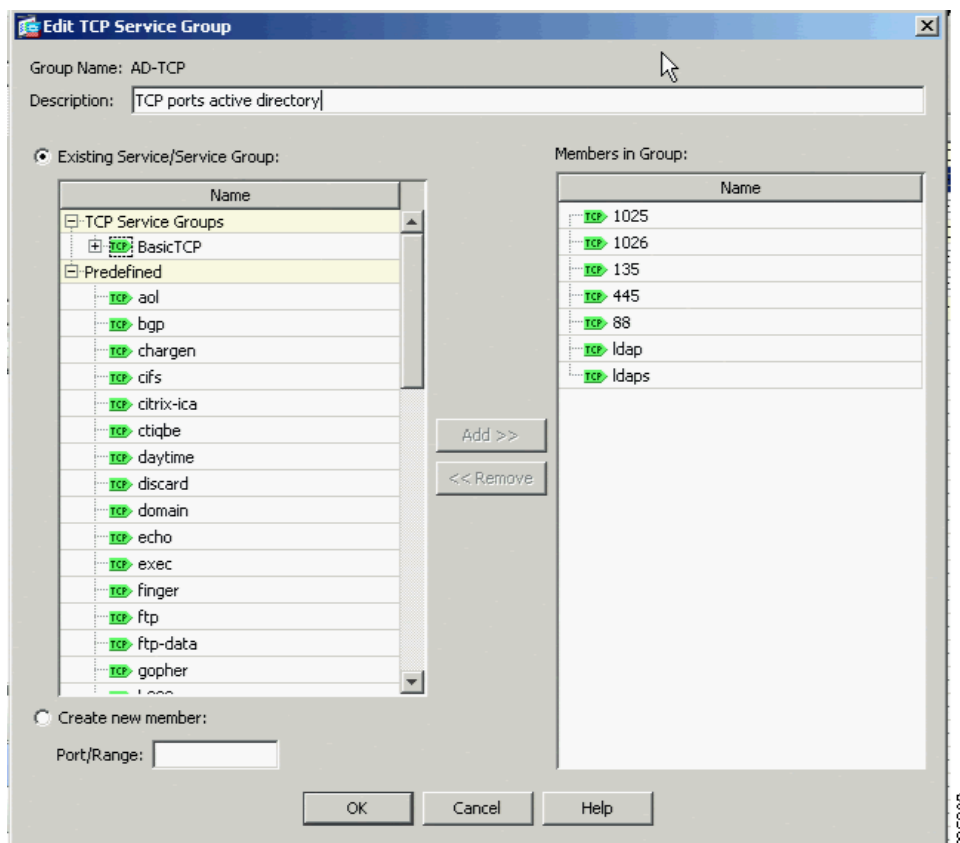 Edit TCP Service Group
Group Name: AD-TCP
Description: TCP ports active directory
Existing Service/Service Group:
Name
TCP Service Groups
TCP BasicTCP
Predefined
TCP aol
TCP bgp
TCP chargen
TCP cifs
TCP citrix-ica
TCP ctiqbe
TCP daytime
TCP discard
TCP domain
TCP echo
TCP exec
TCP finger
TCP ftp
TCP ftp-data
TCP gopher
Add >>
<< Remove
Members in Group:
Name
TCP 1025
TCP 1026
TCP 135
TCP 445
TCP 88
TCP ldap
TCP ldaps
Create new member:
Port/Range:
OK
Cancel
Help